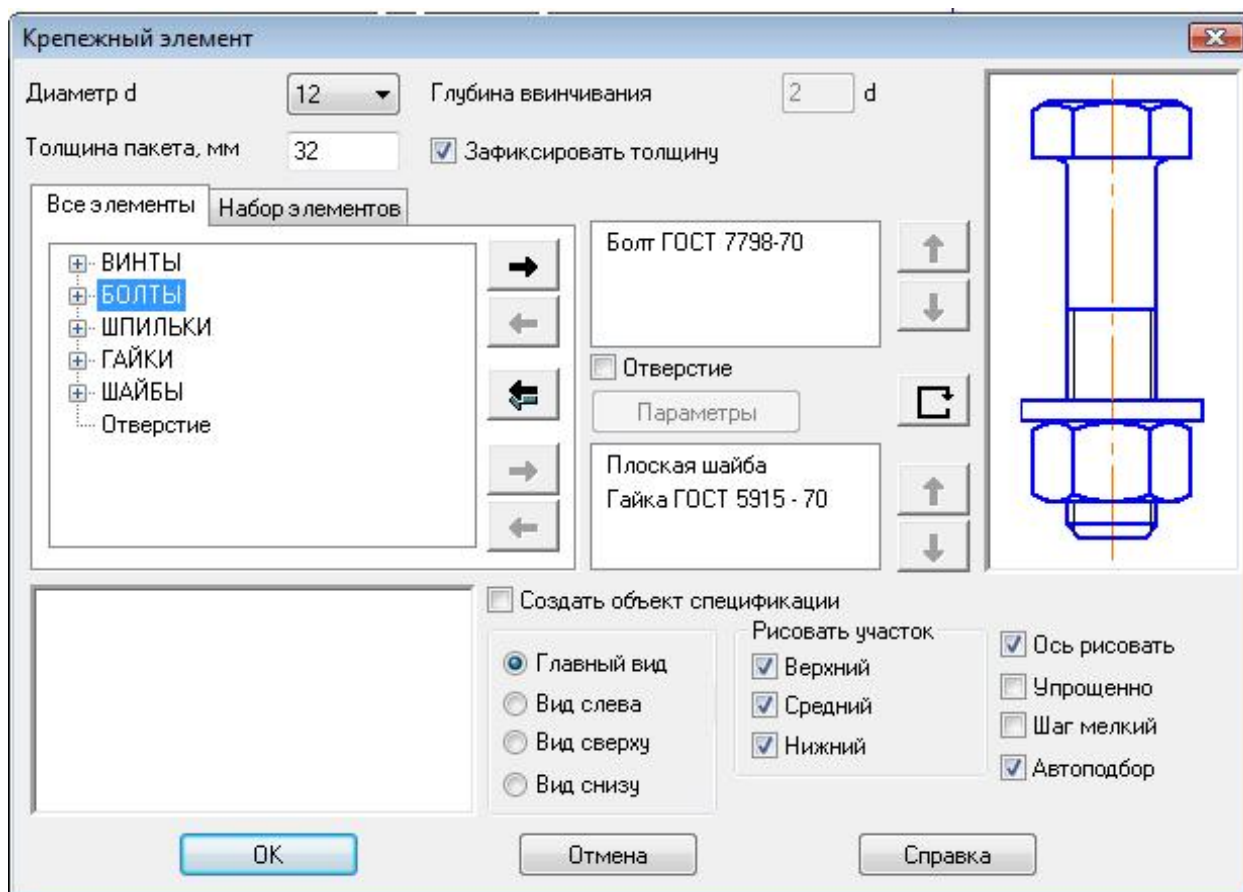 Крепежный элемент
Диаметр d 12 Глубина ввинчивания 2 d
Толщина пакета, мм 32 Зафиксировать толщину
Все элементы Набор элементов
ВИНТЫ
БОЛТЫ
ШПИЛЬКИ
ГАЙКИ
ШАЙБЫ
Отверстие
Болт ГОСТ 7798-70
Отверстие
Параметры
Плоская шайба
Гайка ГОСТ 5915 - 70
Создать объект спецификации
Главный вид
Вид слева
Вид сверху
Вид снизу
Рисовать участок
Верхний
Средний
Нижний
Ось рисовать
Упрощенно
Шаг мелкий
Автоподбор
OK Отмена Справка